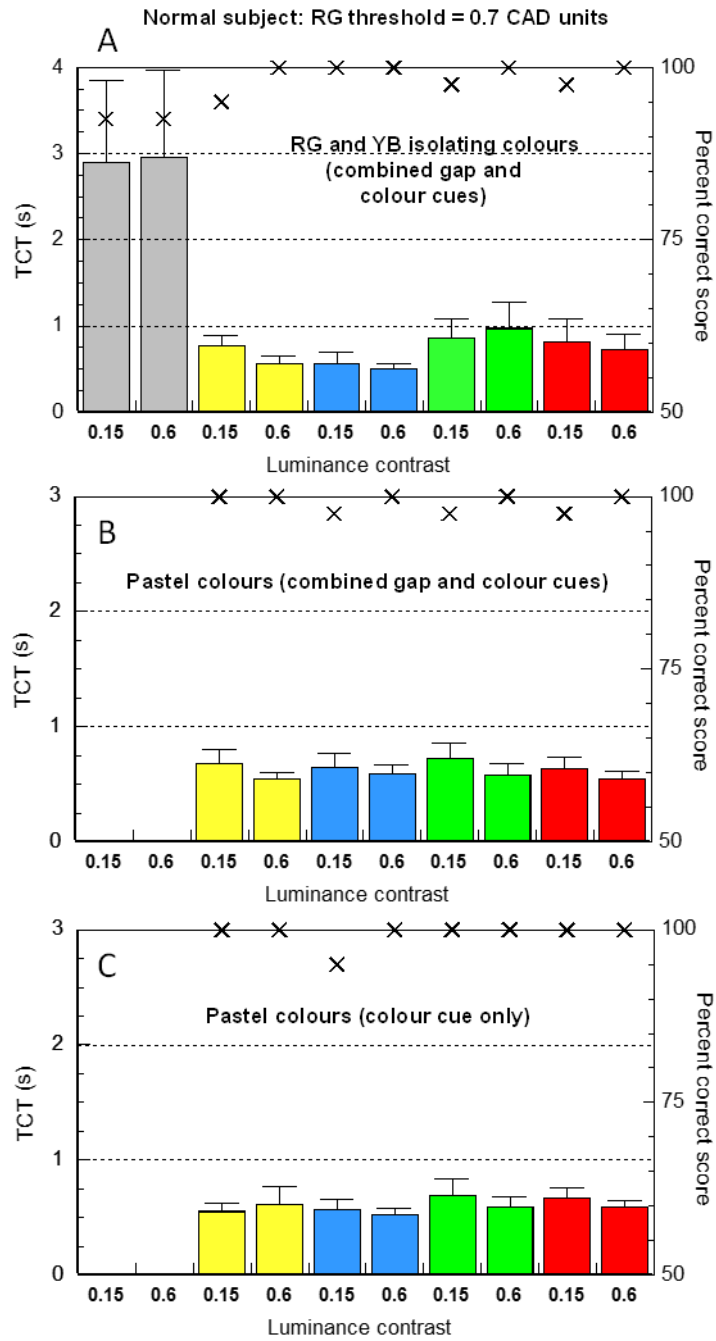 Normal subject: RG threshold = 0.7 CAD units
A
4
3
2
1
0
TCT (s)
RG and YB isolating colours
(combined gap and
colour cues)
100
75
50
Percent correct score
0.15 0.6 0.15 0.6 0.15 0.6 0.15 0.6 0.15 0.6
Luminance contrast
B
3
2
1
0
TCT (s)
Pastel colours (combined gap and colour cues)
100
75
50
Percent correct score
0.15 0.6 0.15 0.6 0.15 0.6 0.15 0.6 0.15 0.6
Luminance contrast
C
3
2
1
0
TCT (s)
Pastel colours (colour cue only)
100
75
50
Percent correct score
0.15 0.6 0.15 0.6 0.15 0.6 0.15 0.6 0.15 0.6
Luminance contrast